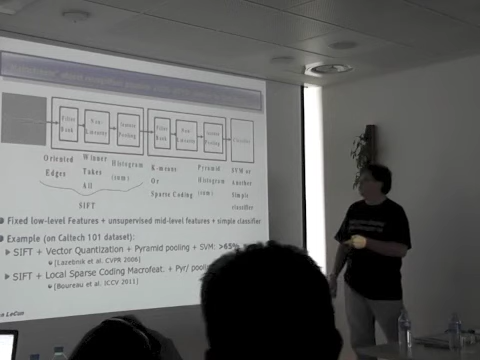 Filter Bank
Non-Linearity
feature Pooling
Filter Bank
Non-Linearity
feature Pooling
Classifier
Oriented Edges
Winner Takes All
Histogram (sum)
K-means Or Sparse Coding
Pyramid Histogram (sum)
SVM or another Simple classifier
SIFT
Fixed low-level Features + unsupervised mid-level features + simple classifier
Example (on Caltech 101 dataset):
SIFT + Vector Quantization + Pyramid pooling + SVM: >65%
[Lazebnik et al. CVPR 2006]
SIFT + Local Sparse Coding Macrofeat. + Pyr/ pooling
[Boureau et al. ICCV 2011]
LeCun